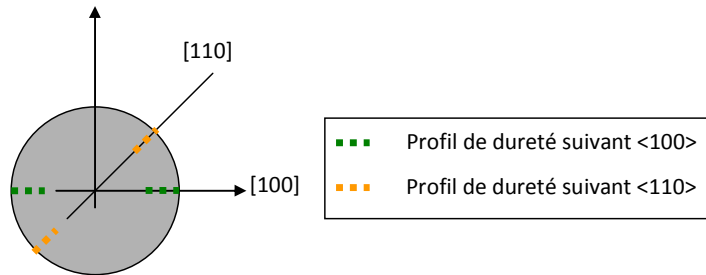 [110]
[100]
Profil de dureté suivant <100>
Profil de dureté suivant <110>